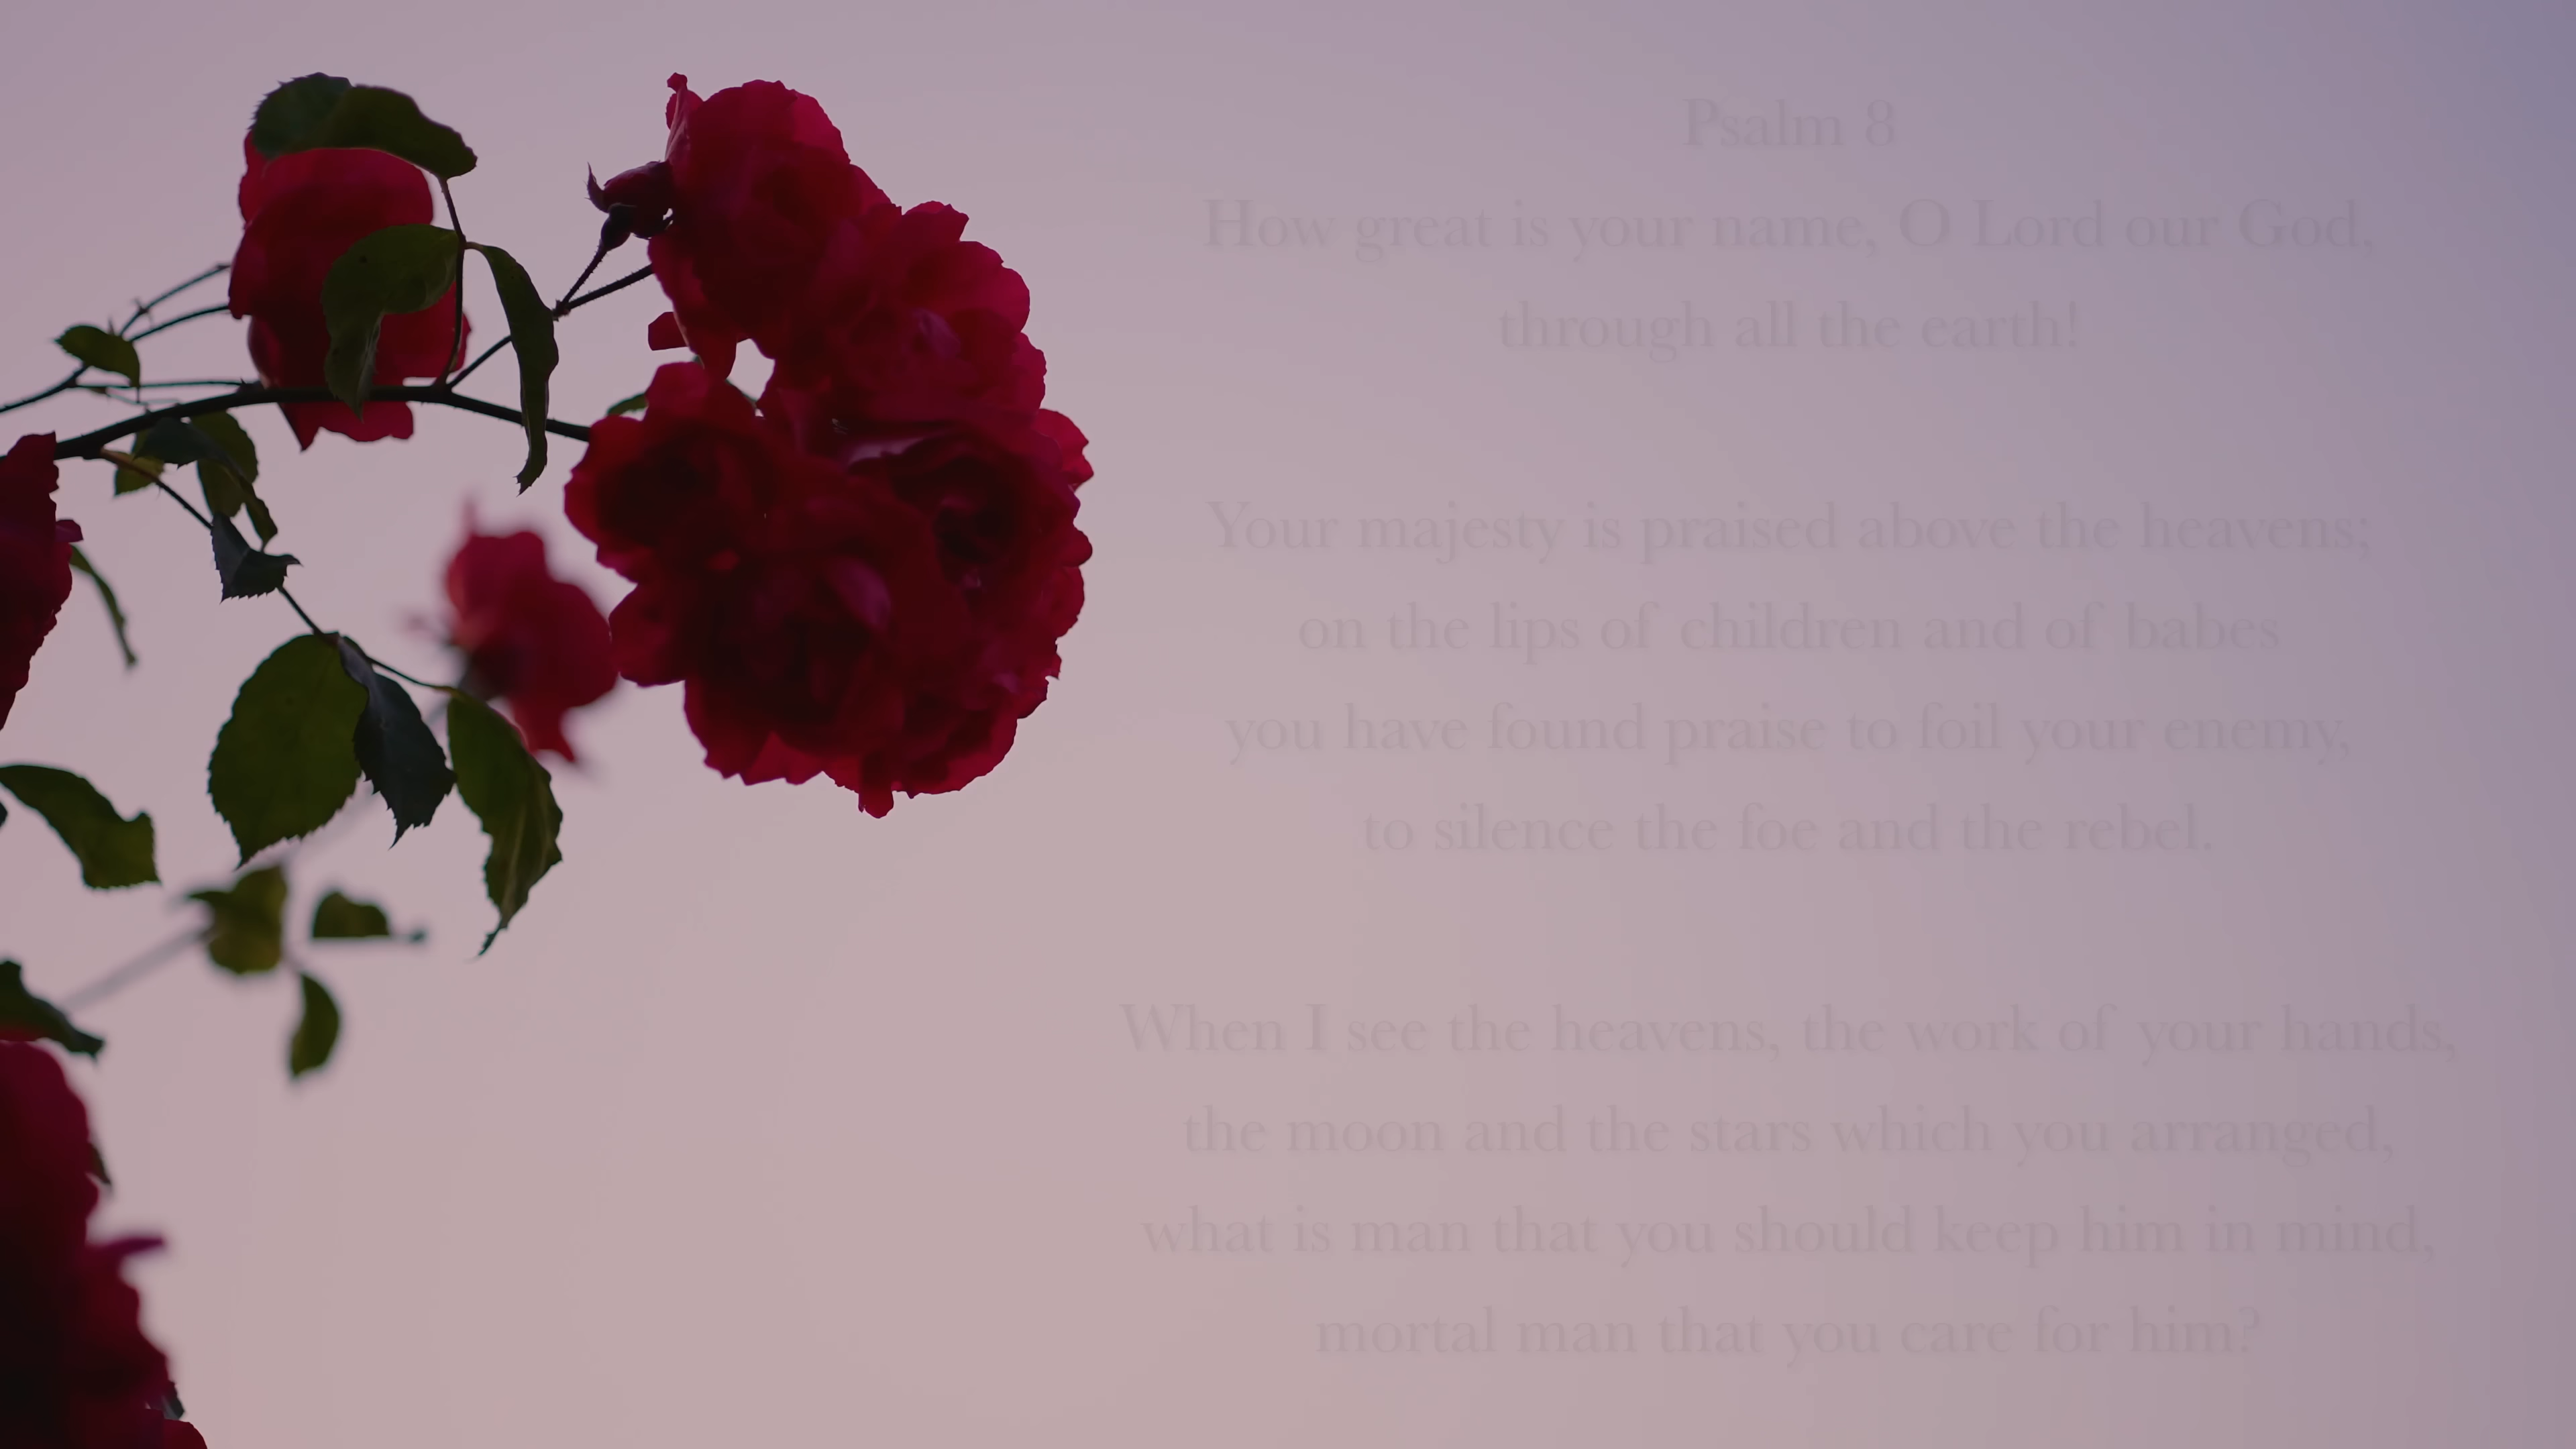 Psalm 8
How great is your name, O Lord our God,
through all the earth!
Your majesty is praised above the heavens;
on the lips of children and of babes
you have found praise to foil your enemy,
to silence the foe and the rebel.
When I see the heavens, the work of your hands,
the moon and the stars which you arranged,
what is man that you should keep him in mind,
mortal man that you care for him?